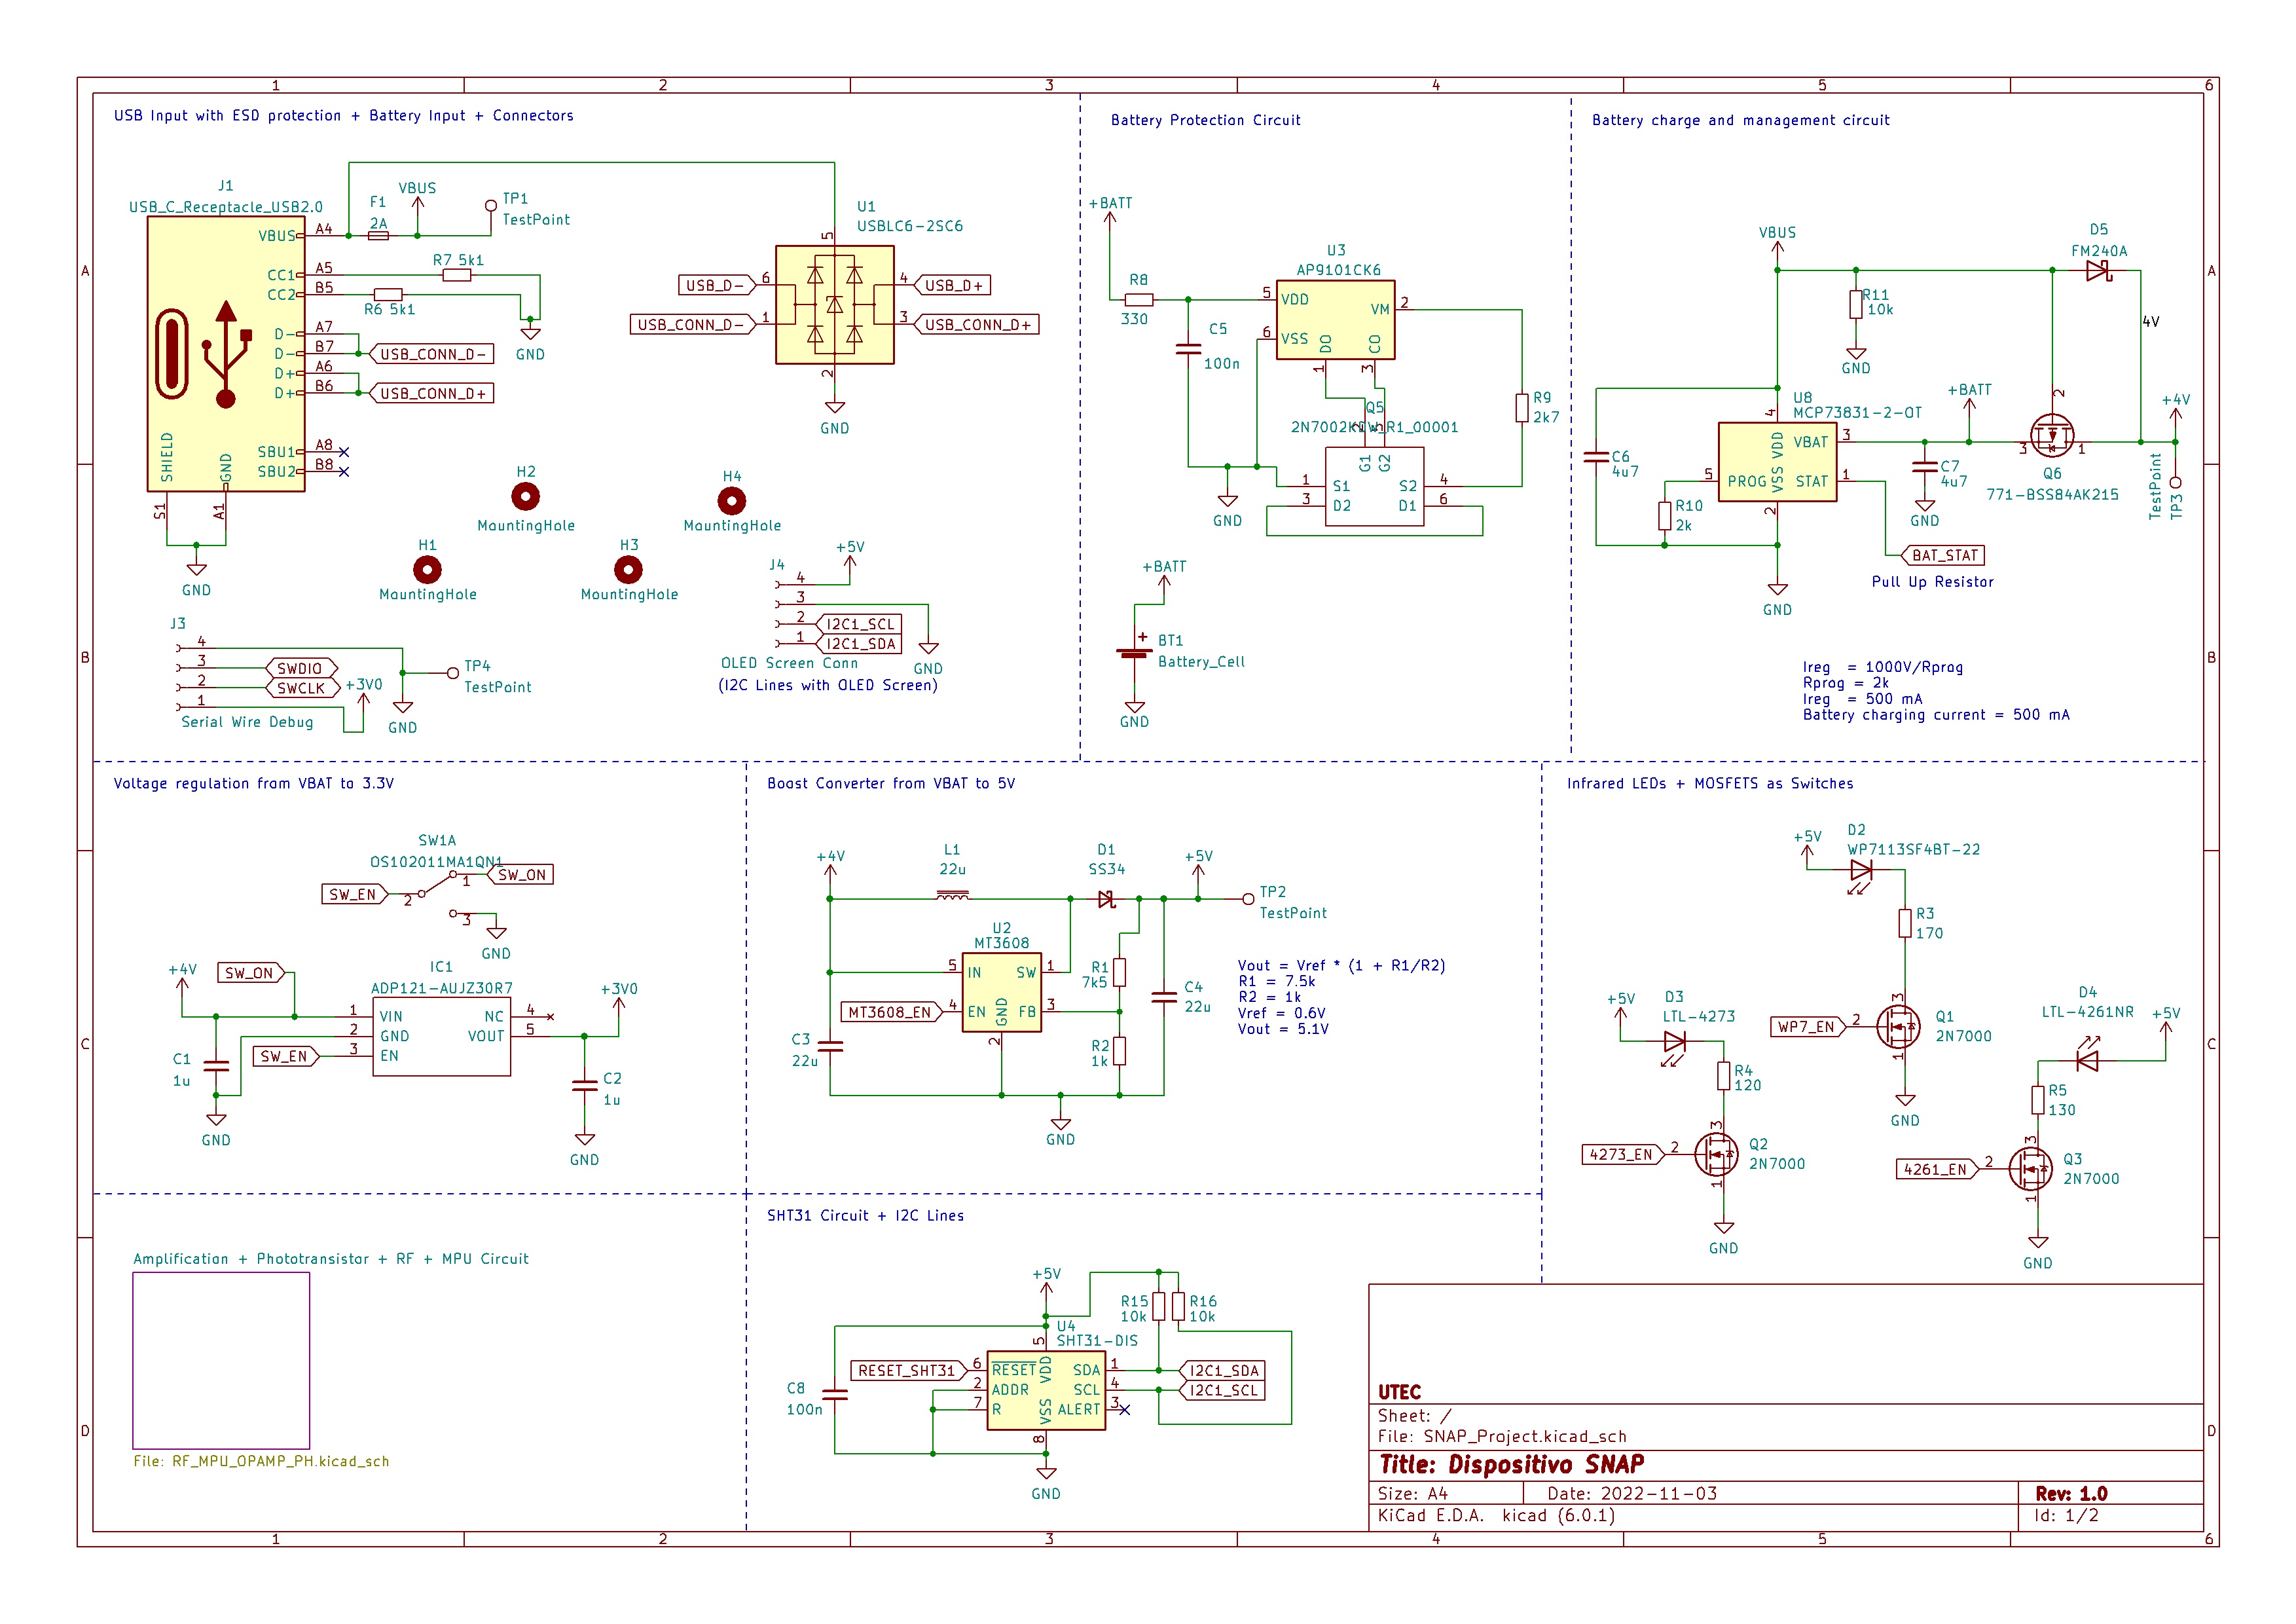 1 2 3 4 5 6
A
B
C
D
USB Input with ESD protection + Battery Input + Connectors
J1
USB_C_Receptacle_USB2.0
VBUS A4
CC1 A5
CC2 B5
D- A7
D- B7
D+ A6
D+ B6
SBU1 A8
SBU2 B8
SHIELD
GND
S1
A1
GND
F1
2A
VBUS
TP1
TestPoint
R7 5k1
R6 5k1
GND
USB_CONN_D-
USB_CONN_D+
U1
USBLC6-2SC6
5
USB_D- 6
4 USB_D+
USB_CONN_D- 1
3 USB_CONN_D+
2
GND
H2
MountingHole
H4
MountingHole
H1
MountingHole
H3
MountingHole
J3
4
3 SWDIO
2 SWCLK
1
+3V0
Serial Wire Debug
TP4
TestPoint
GND
J4
+5V
4
3
2 I2C1_SCL
1 I2C1_SDA
GND
OLED Screen Conn
(I2C Lines with OLED Screen)
Battery Protection Circuit
+BATT
R8
330
C5
100n
U3
AP9101CK6
5 VDD
6 VSS
VM 2
DO
CO
1
3
Q5
2N7002KDW_R1_00001
2
5
G1
G2
1 S1
3 D2
S2 4
D1 6
R9
2k7
GND
+BATT
BT1
Battery_Cell
GND
Battery charge and management circuit
VBUS
D5
FM240A
R11
10k
GND
4V
+BATT
+4V
U8
MCP73831-2-OT
4
VDD
VBAT 3
5 PROG
VSS
STAT 1
2
C6
4u7
R10
2k
C7
4u7
GND
2
3
1
Q6
771-BSS84AK215
TestPoint
TP3
BAT_STAT
Pull Up Resistor
GND
Ireg = 1000V/Rprog
Rprog = 2k
Ireg = 500 mA
Battery charging current = 500 mA
Voltage regulation from VBAT to 3.3V
SW1A
OS102011MA1QN1
SW_EN 2
1 SW_ON
3
GND
+4V
SW_ON
IC1
ADP121-AUJZ30R7
1 VIN
2 GND
SW_EN 3 EN
NC 4
VOUT 5
+3V0
C1
1u
GND
C2
1u
GND
Boost Converter from VBAT to 5V
+4V
L1
22u
D1
SS34
+5V
TP2
TestPoint
U2
MT3608
5 IN
SW 1
MT3608_EN 4 EN
GND
FB 3
2
R1
7k5
R2
1k
C3
22u
C4
22u
GND
Vout = Vref * (1 + R1/R2)
R1 = 7.5k
R2 = 1k
Vref = 0.6V
Vout = 5.1V
Infrared LEDs + MOSFETS as Switches
+5V
D2
WP7113SF4BT-22
R3
170
WP7_EN 2
3
1
Q1
2N7000
GND
+5V
D3
LTL-4273
R4
120
4273_EN 2
3
1
Q2
2N7000
GND
D4
LTL-4261NR
+5V
R5
130
4261_EN 2
3
1
Q3
2N7000
GND
Amplification + Phototransistor + RF + MPU Circuit
File: RF_MPU_OPAMP_PH.kicad_sch
SHT31 Circuit + I2C Lines
+5V
R15
10k
R16
10k
U4
SHT31-DIS
5
VDD
RESET_SHT31 6 RESET
2 ADDR
7 R
SDA 1
SCL 4
ALERT 3
VSS
8
I2C1_SDA
I2C1_SCL
C8
100n
GND
UTEC
Sheet: /
File: SNAP_Project.kicad_sch
Title: Dispositivo SNAP
Size: A4 Date: 2022-11-03 Rev: 1.0
KiCad E.D.A. kicad (6.0.1) Id: 1/2
A
B
C
D
1 2 3 4 5 6